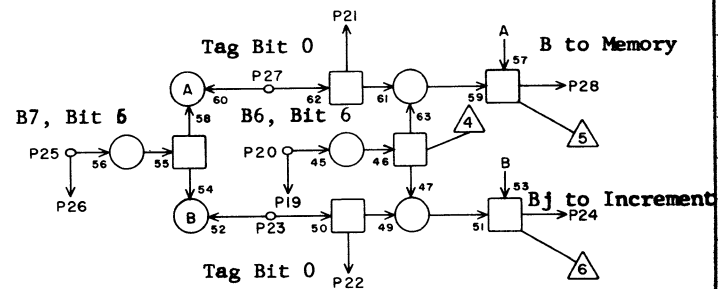 P21
A
Tag Bit 0
B to Memory
P27
57
A
60
62
61
59
P28
B7, Bit 6
58
B6, Bit 6
63
4
5
P25
56
55
P20
45
46
P26
54
P19
47
B
53
Bj to Increment
B
52
P23
50
49
51
P24
Tag Bit 0
P22
6